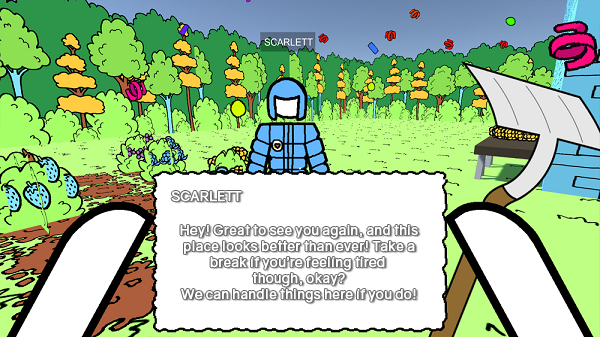 SCARLETT
SCARLETT
Hey! Great to see you again, and this
place looks better than ever! Take a
break if you're feeling tired
though, okay?
We can handle things here if you do!